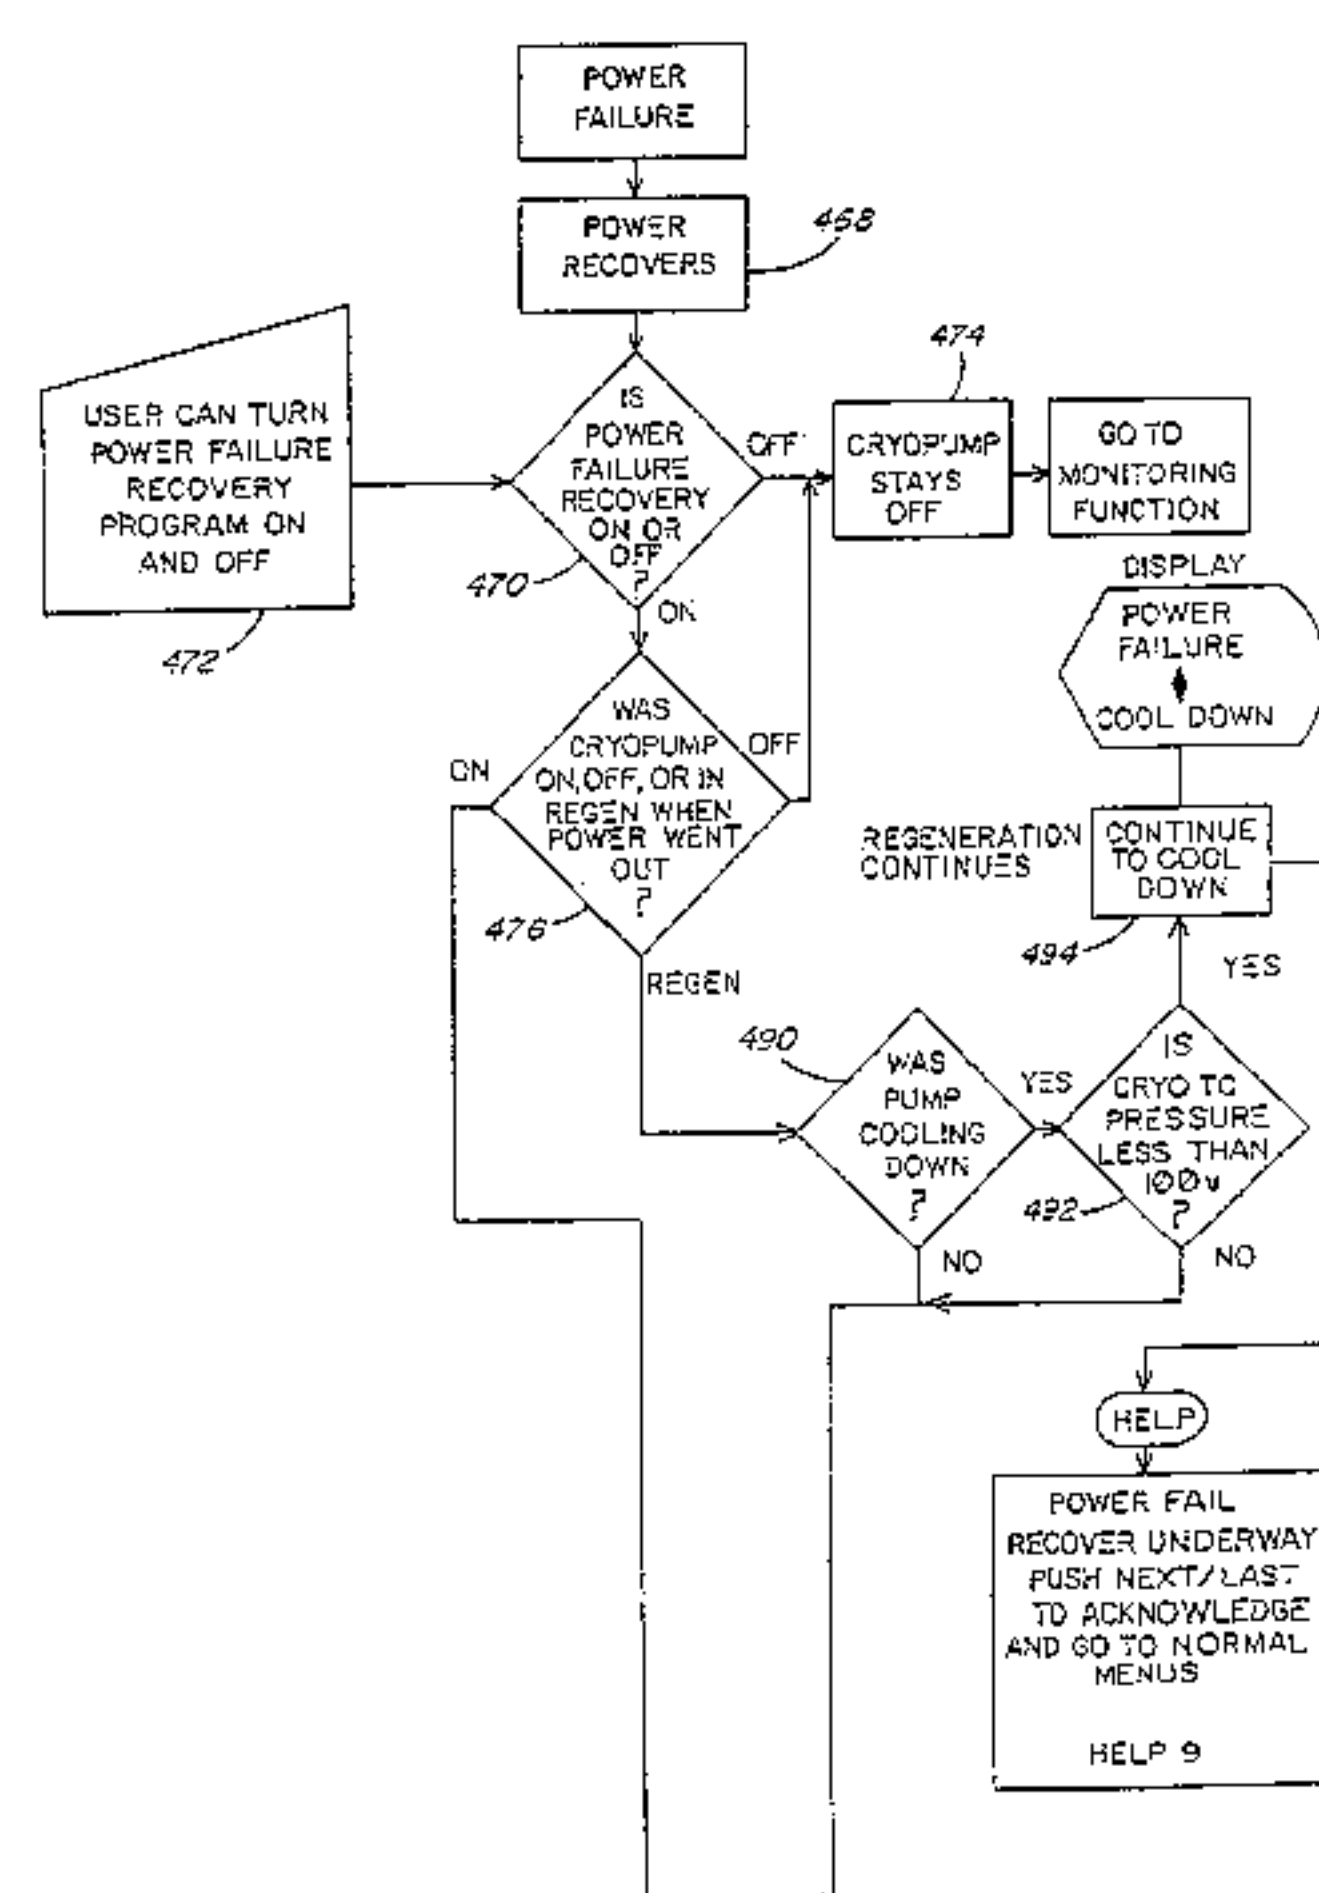 POWER
FAILURE
POWER
RECOVERS
468
USER CAN TURN
POWER FAILURE
RECOVERY
PROGRAM ON
AND OFF
472
IS
POWER
FAILURE
RECOVERY
ON OR
OFF
?
470
OFF
ON
474
CRYOPUMP
STAYS
OFF
GO TO
MONITORING
FUNCTION
DISPLAY
POWER
FAILURE
COOL DOWN
WAS
CRYOPUMP
ON, OFF, OR IN
REGEN WHEN
POWER WENT
OUT
?
ON
OFF
476
REGEN
REGENERATION
CONTINUES
CONTINUE
TO COOL
DOWN
494
YES
490
WAS
PUMP
COOLING
DOWN
?
YES
NO
IS
CRYO TC
PRESSURE
LESS THAN
100
?
492
NO
HELP
POWER FAIL
RECOVER UNDERWAY
PUSH NEXT/LAST
TO ACKNOWLEDGE
AND GO TO NORMAL
MENUS
HELP 9